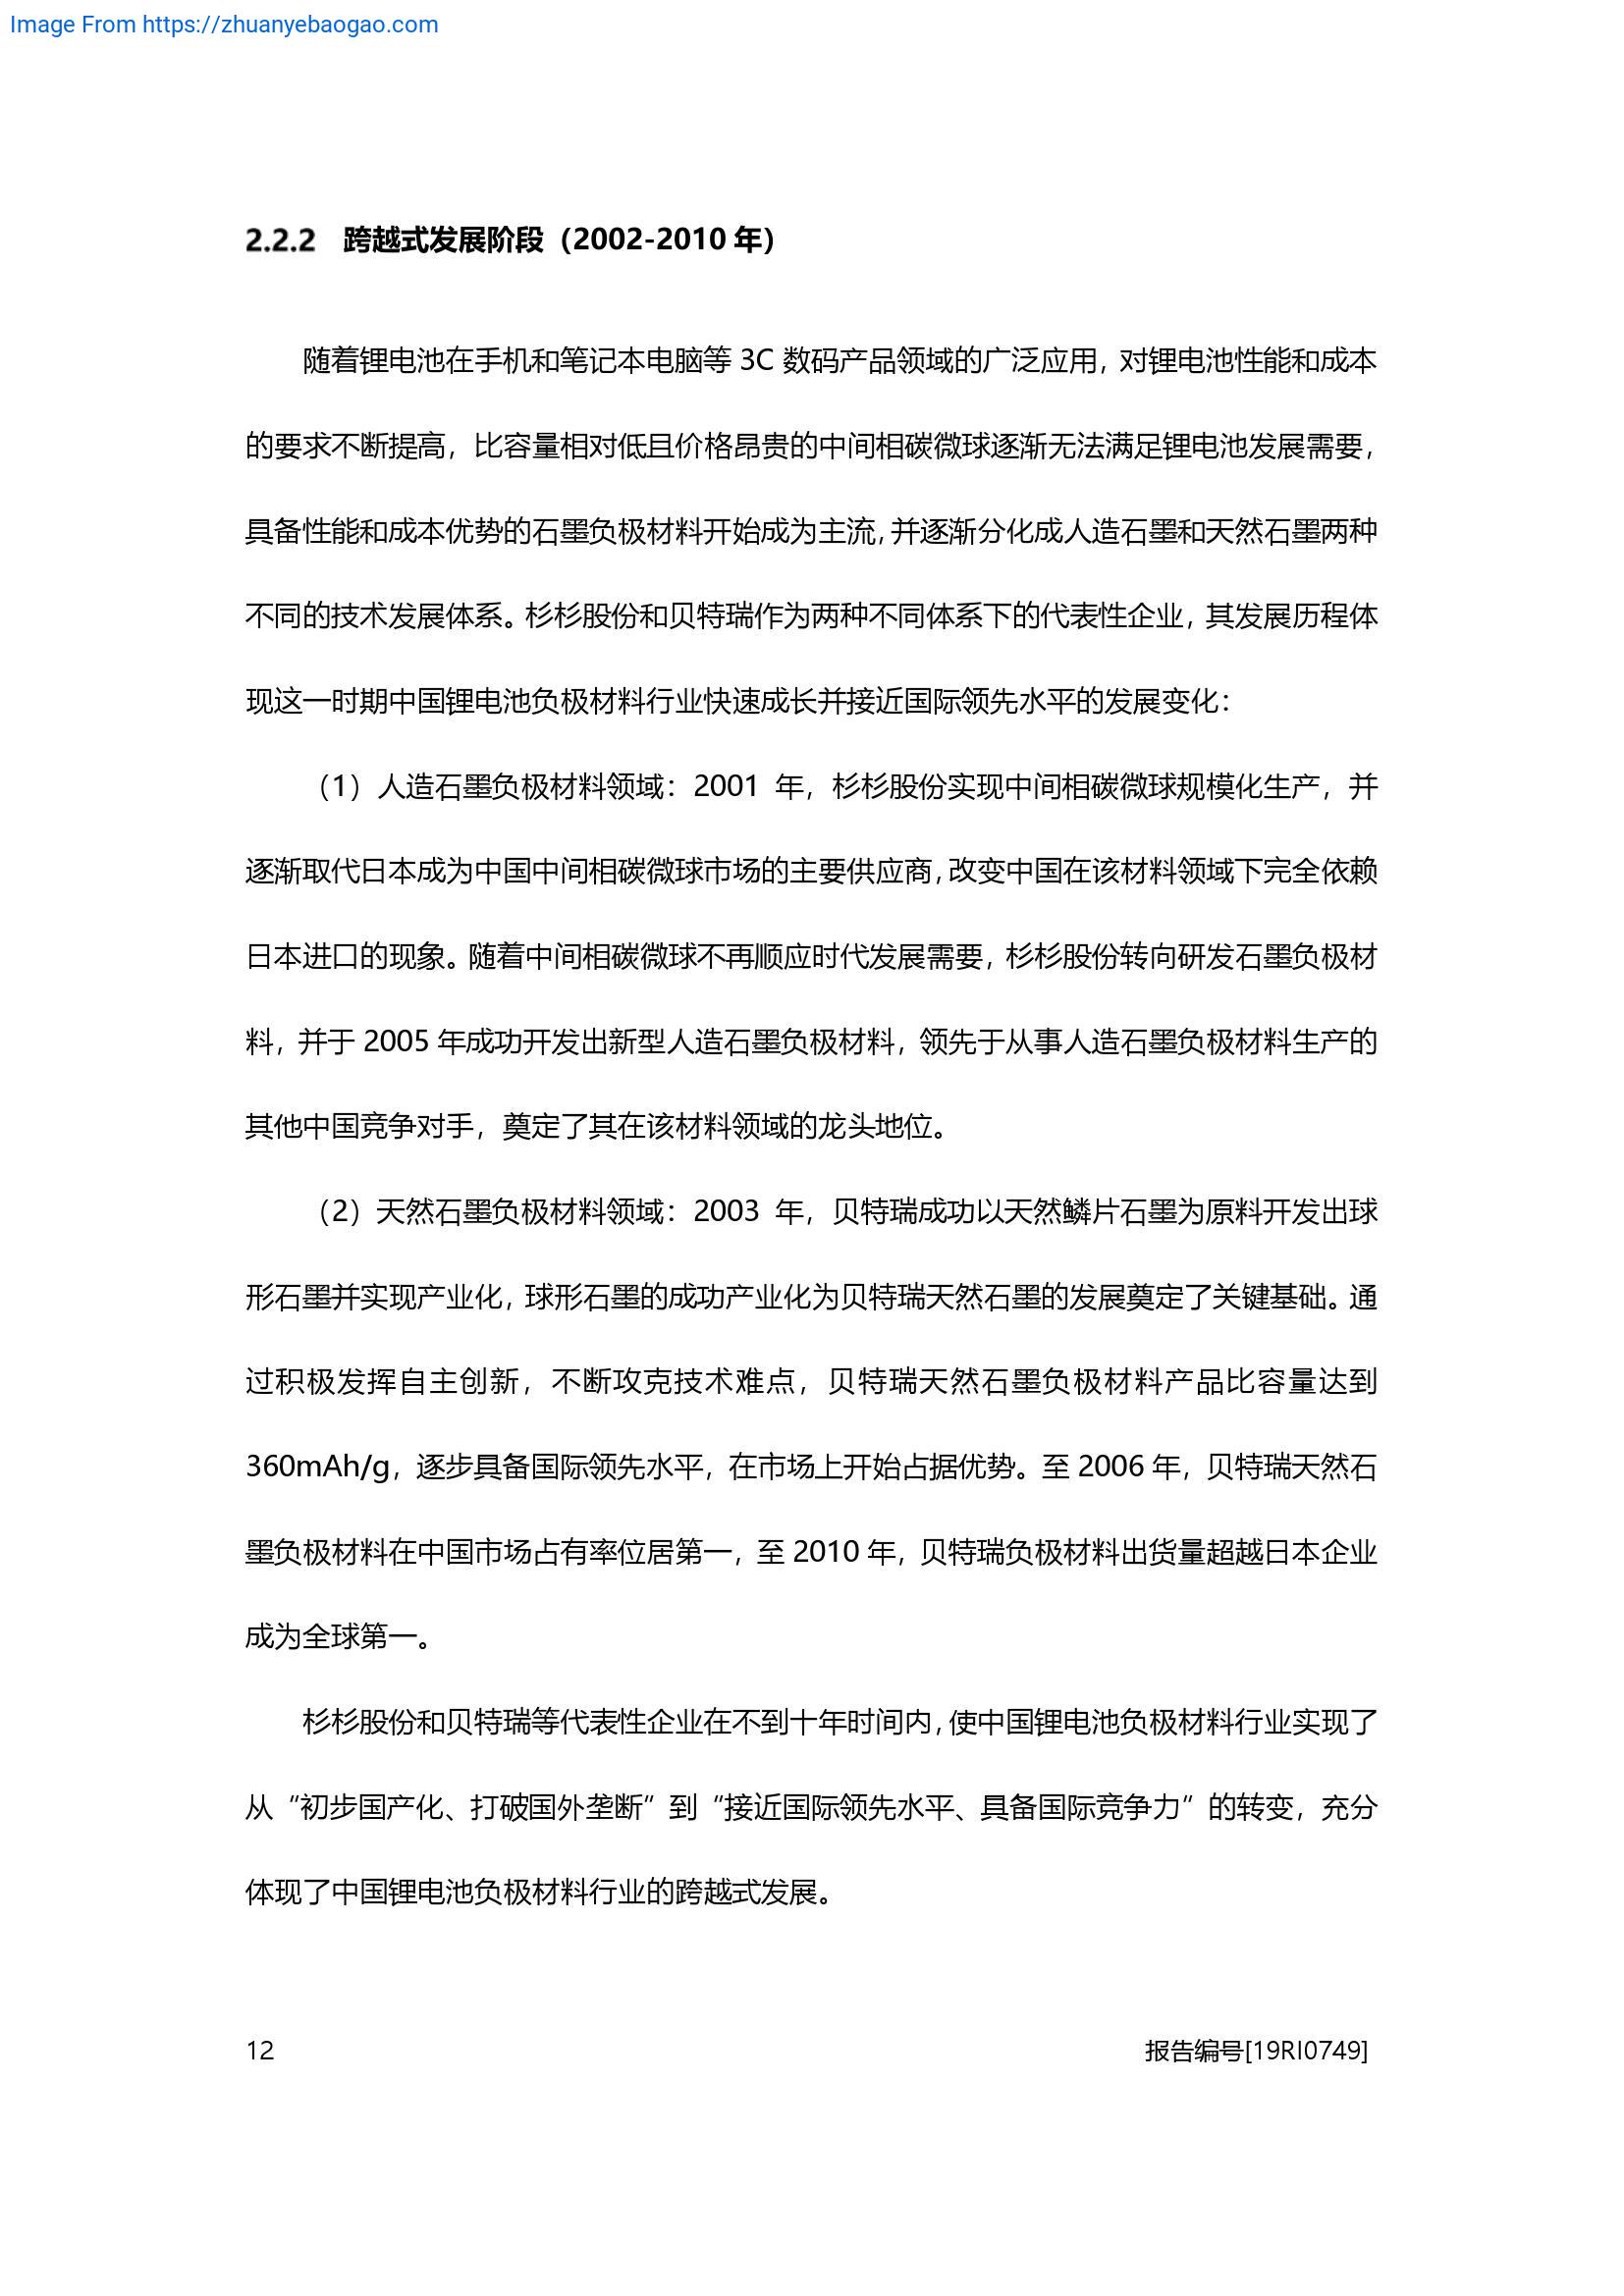 Image From https://zhuanyebaogao.com
2.2.2 跨越式发展阶段（2002-2010 年）
随着锂电池在手机和笔记本电脑等 3C 数码产品领域的广泛应用，对锂电池性能和成本
的要求不断提高，比容量相对低且价格昂贵的中间相碳微球逐渐无法满足锂电池发展需要，
具备性能和成本优势的石墨负极材料开始成为主流，并逐渐分化成人造石墨和天然石墨两种
不同的技术发展体系。杉杉股份和贝特瑞作为两种不同体系下的代表性企业，其发展历程体
现这一时期中国锂电池负极材料行业快速成长并接近国际领先水平的发展变化：
（1）人造石墨负极材料领域：2001 年，杉杉股份实现中间相碳微球规模化生产，并
逐渐取代日本成为中国中间相碳微球市场的主要供应商，改变中国在该材料领域下完全依赖
日本进口的现象。随着中间相碳微球不再顺应时代发展需要，杉杉股份转向研发石墨负极材
料，并于 2005 年成功开发出新型人造石墨负极材料，领先于从事人造石墨负极材料生产的
其他中国竞争对手，奠定了其在该材料领域的龙头地位。
（2）天然石墨负极材料领域：2003 年，贝特瑞成功以天然鳞片石墨为原料开发出球
形石墨并实现产业化，球形石墨的成功产业化为贝特瑞天然石墨的发展奠定了关键基础。通
过积极发挥自主创新，不断攻克技术难点，贝特瑞天然石墨负极材料产品比容量达到
360mAh/g，逐步具备国际领先水平，在市场上开始占据优势。至 2006 年，贝特瑞天然石
墨负极材料在中国市场占有率位居第一，至 2010 年，贝特瑞负极材料出货量超越日本企业
成为全球第一。
杉杉股份和贝特瑞等代表性企业在不到十年时间内，使中国锂电池负极材料行业实现了
从“初步国产化、打破国外垄断”到“接近国际领先水平、具备国际竞争力”的转变，充分
体现了中国锂电池负极材料行业的跨越式发展。
12 报告编号[19RI0749]